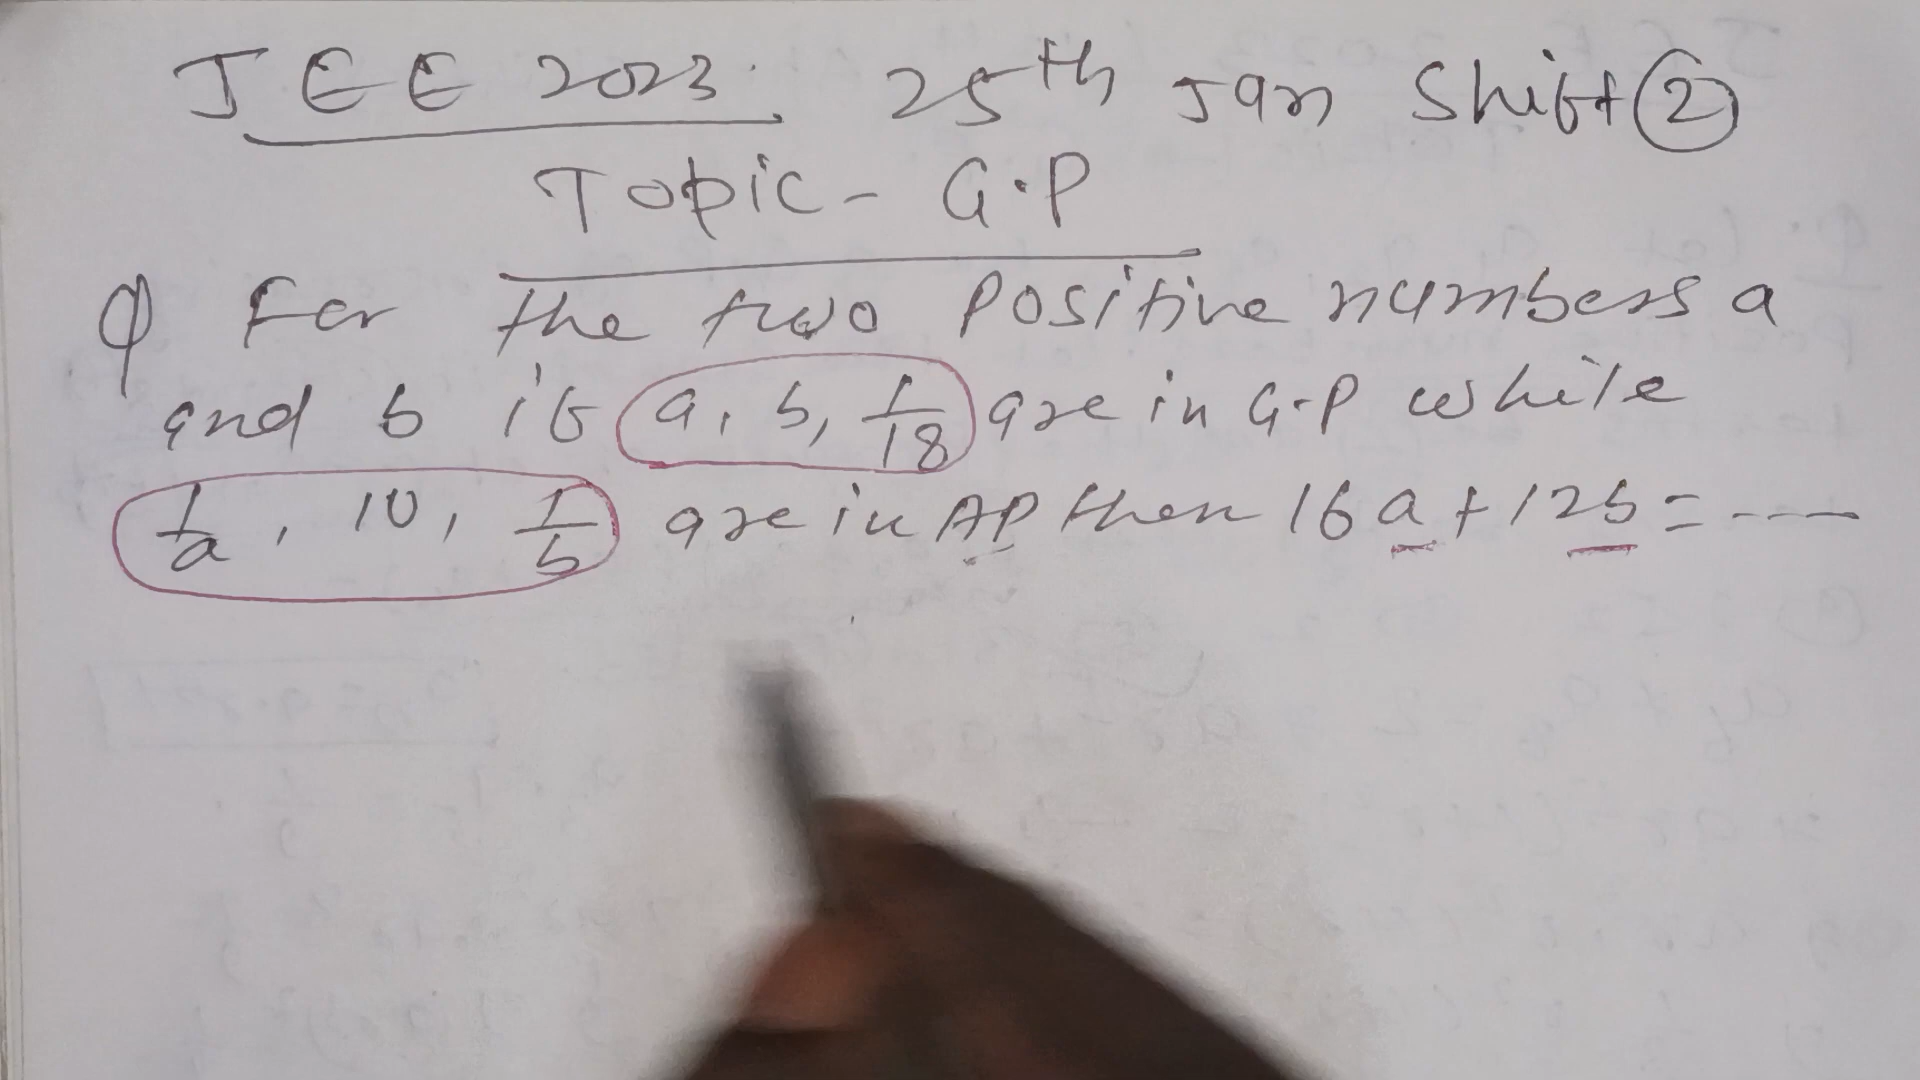 JEE 2023. 25th Jan Shift ②
Topic - G.P
Q For the two Positive numbers a
and b if a, b, 1/18 are in G.P while
1/a, 10, 1/b are in AP then 16a + 12b = ----